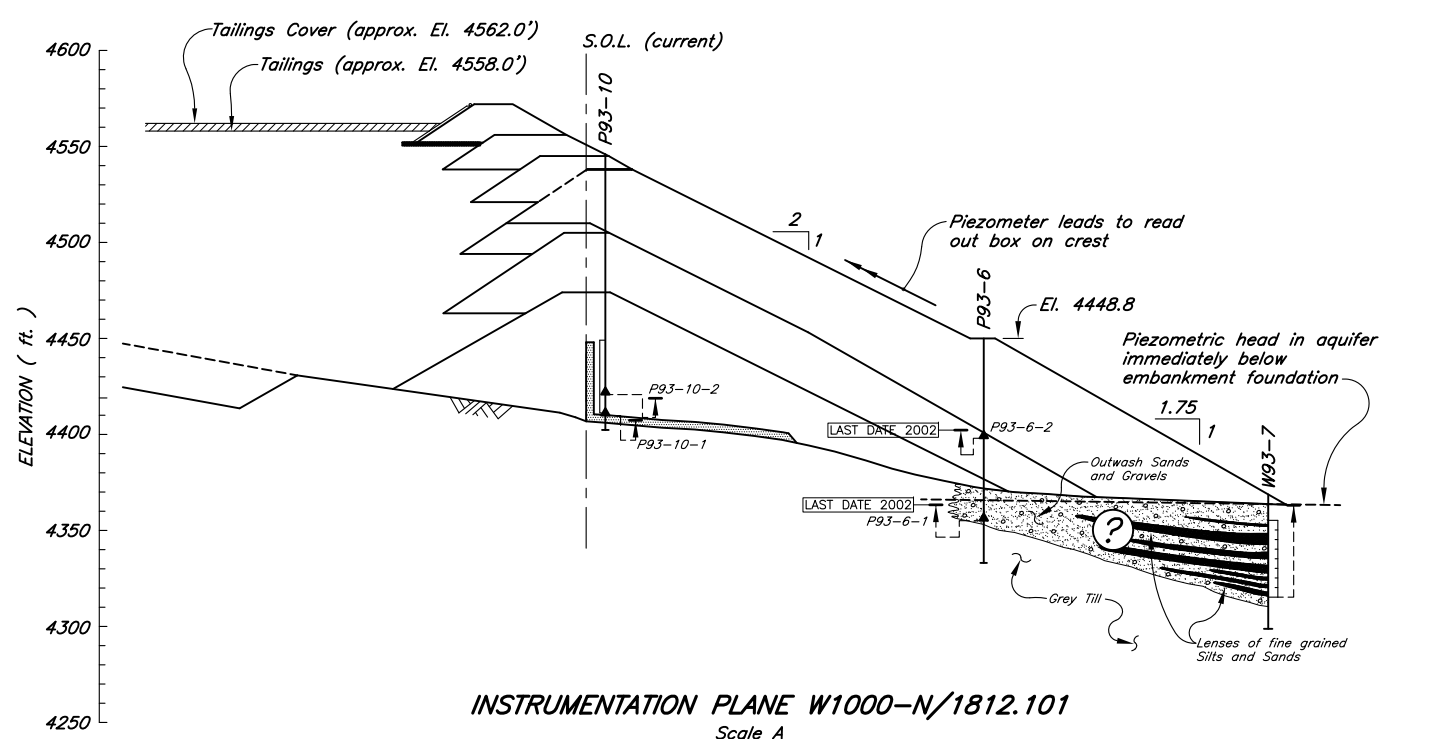 Tailings Cover (approx. El. 4562.0')
S.O.L. (current)
4600
Tailings (approx. El. 4558.0')
P93-10
4550
2
1
Piezometer leads to read
out box on crest
4500
P93-6
El. 4448.8
4450
Piezometric head in aquifer
immediately below
embankment foundation
ELEVATION ( ft. )
P93-10-2
1.75
1
4400
P93-10-1
LAST DATE 2002
P93-6-2
W93-7
Outwash Sands
and Gravels
LAST DATE 2002
P93-6-1
4350
?
Grey Till
4300
Lenses of fine grained
Silts and Sands
INSTRUMENTATION PLANE W1000-N/1812.101
4250
Scale A